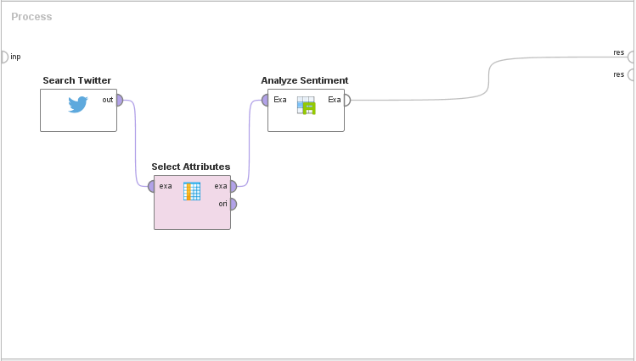 Process
inp
res
res
Search Twitter
out
Analyze Sentiment
Exa Exa
Select Attributes
exa exa
ori